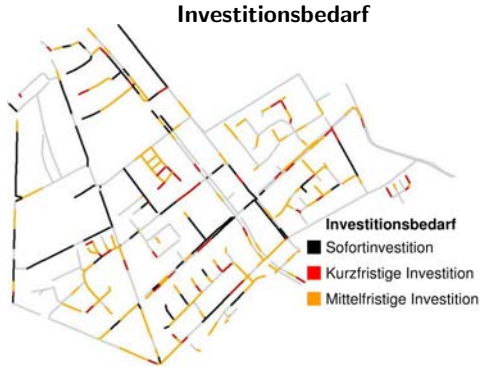 Investitionsbedarf
Investitionsbedarf
Sofortinvestition
Kurzfristige Investition
Mittelfristige Investition